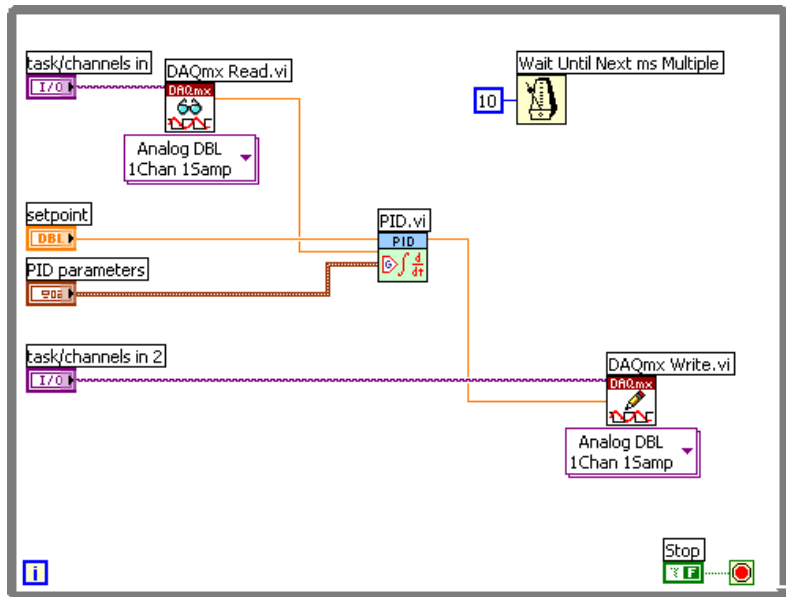 task/channels in
I/O
DAQmx Read.vi
DAQmx
Analog DBL
1Chan 1Samp
Wait Until Next ms Multiple
10
setpoint
DBL
PID.vi
PID
G ∫ d/dt
PID parameters
task/channels in 2
I/O
DAQmx Write.vi
DAQmx
Analog DBL
1Chan 1Samp
Stop
F
i